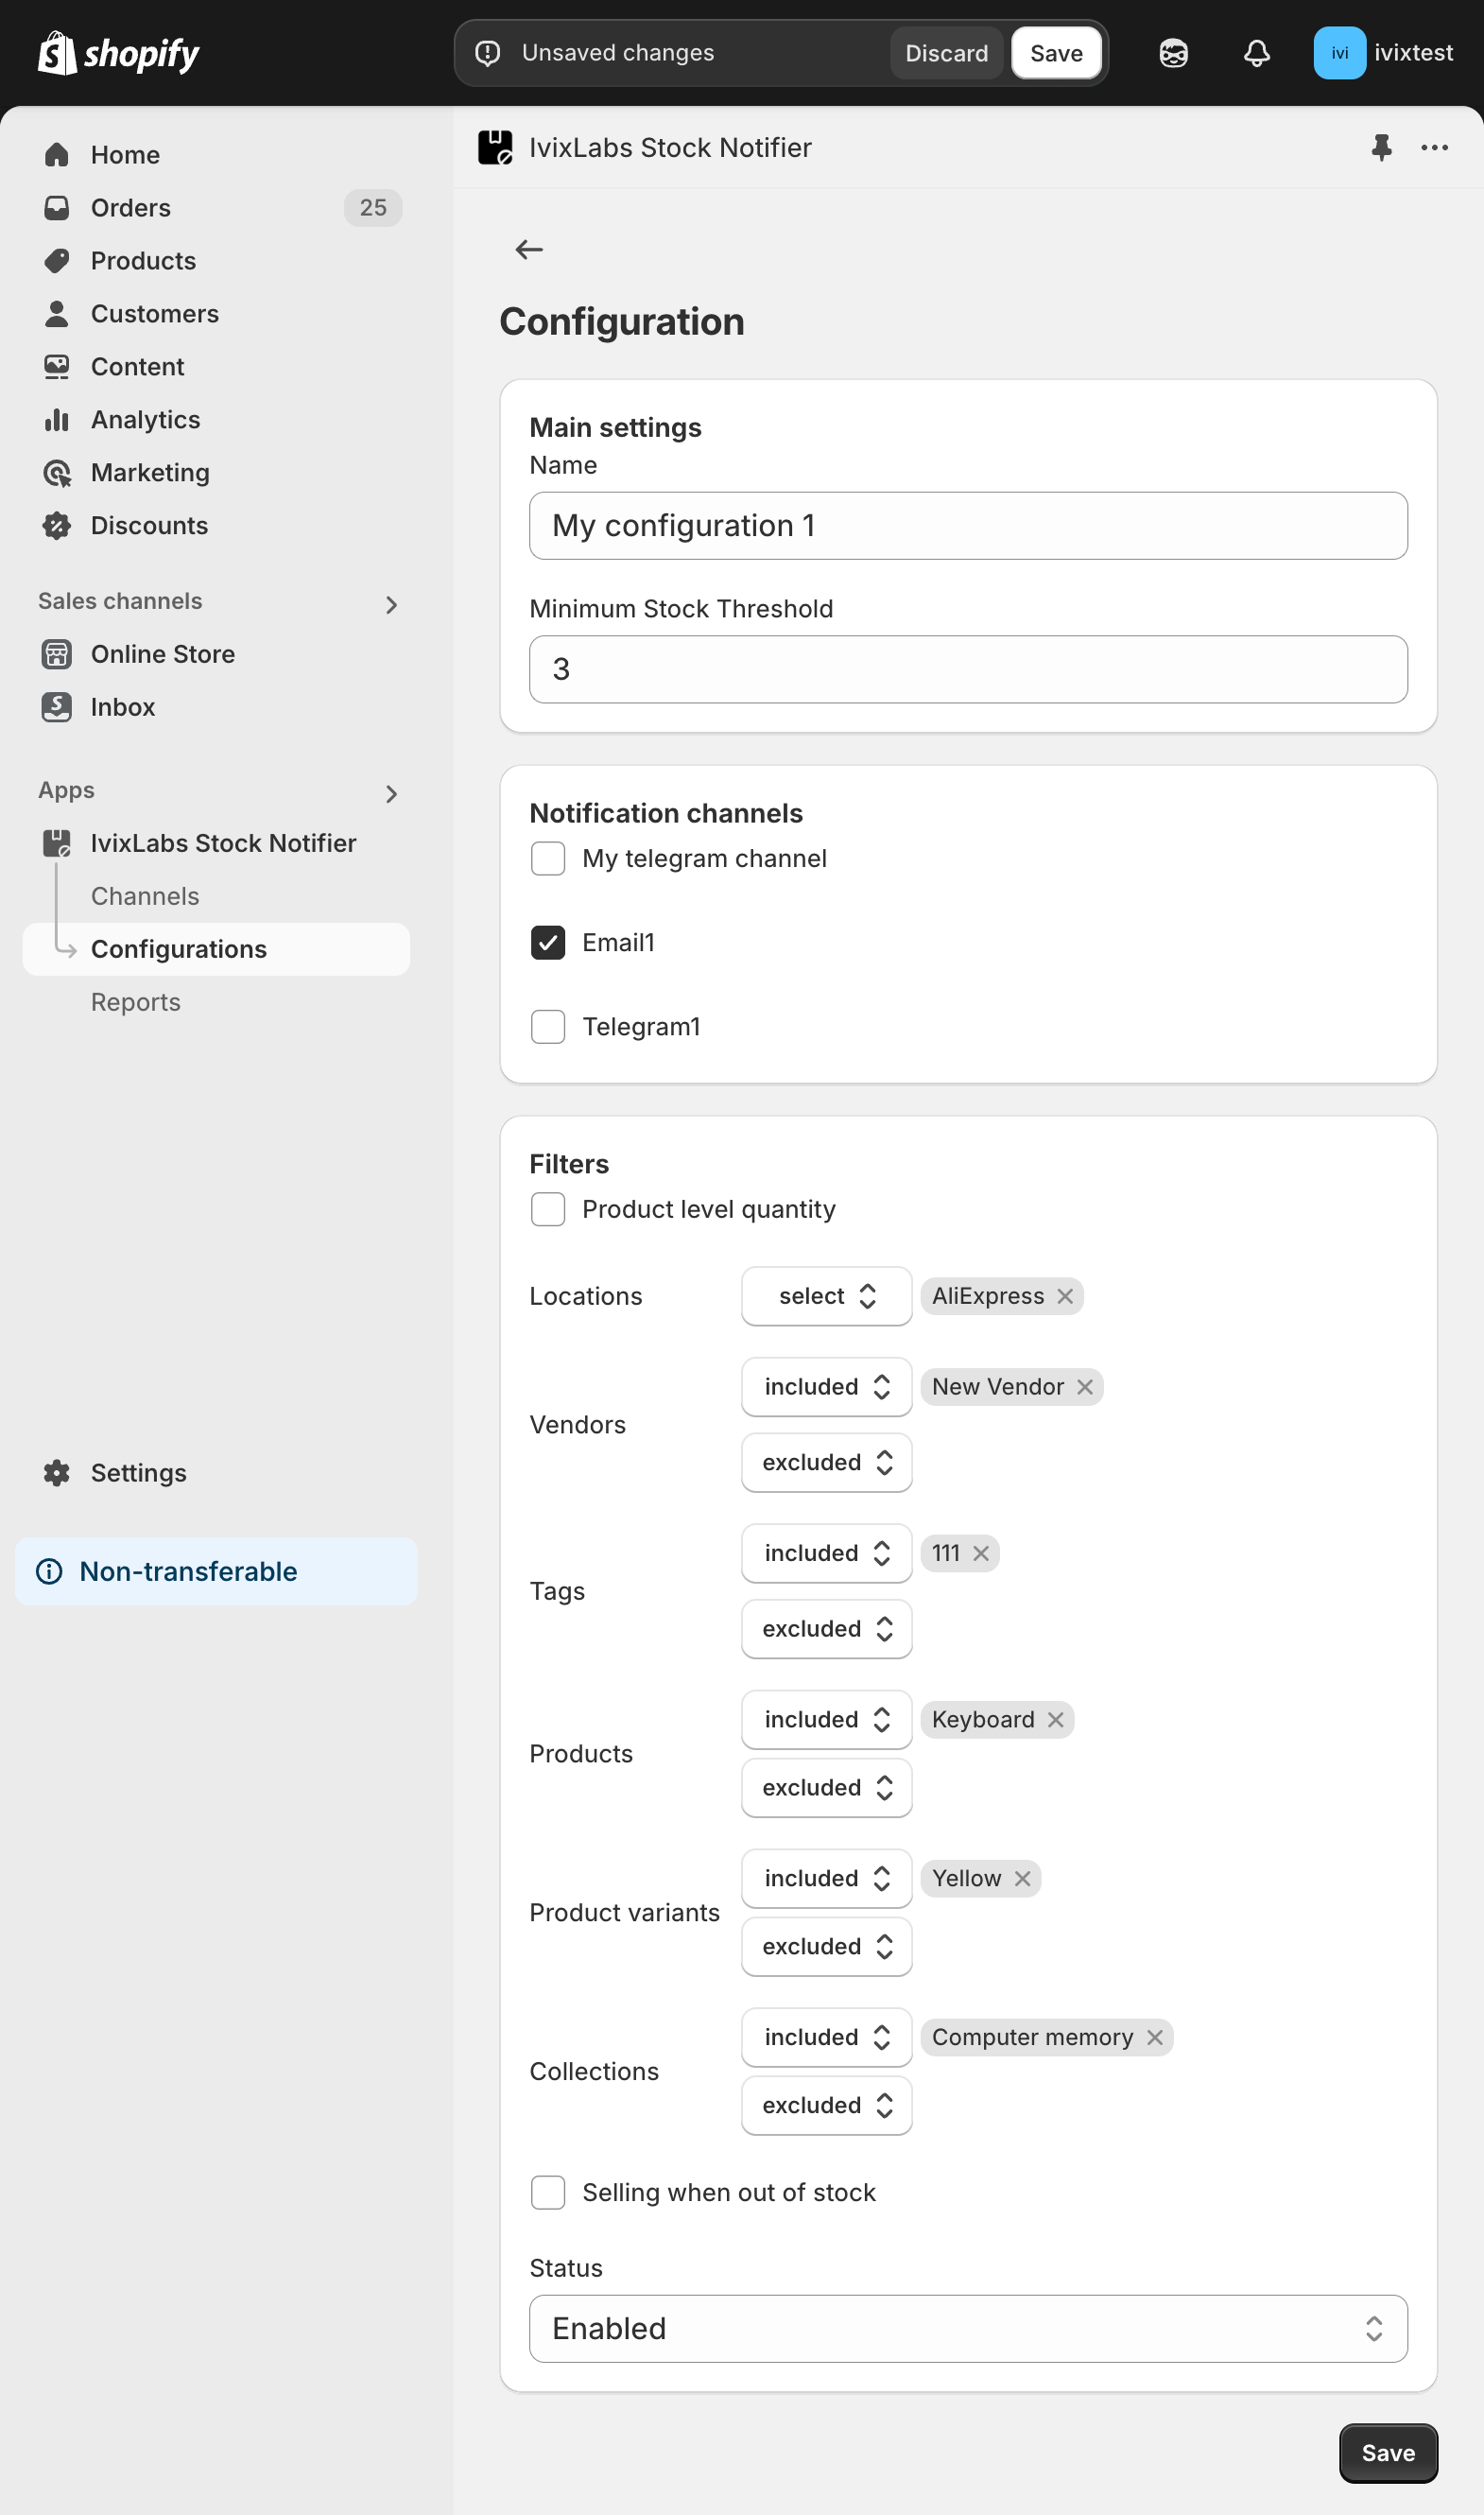 shopify
Unsaved changes
Discard
Save
ivi
ivixtest
Home
Orders
25
Products
Customers
Content
Analytics
Marketing
Discounts
Sales channels
Online Store
Inbox
Apps
IvixLabs Stock Notifier
Channels
Configurations
Reports
Settings
Non-transferable
IvixLabs Stock Notifier
Configuration
Main settings
Name
My configuration 1
Minimum Stock Threshold
3
Notification channels
My telegram channel
Email1
Telegram1
Filters
Product level quantity
Locations
select
AliExpress
Vendors
included
New Vendor
excluded
Tags
included
111
excluded
Products
included
Keyboard
excluded
Product variants
included
Yellow
excluded
Collections
included
Computer memory
excluded
Selling when out of stock
Status
Enabled
Save